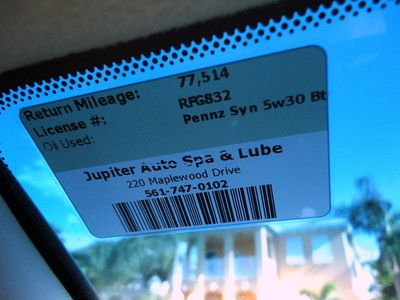 Return Mileage: 77,514
License #: RFG832
Oil Used: Pennz Syn 5w30 Bt
Jupiter Auto Spa & Lube
220 Maplewood Drive
561-747-0102